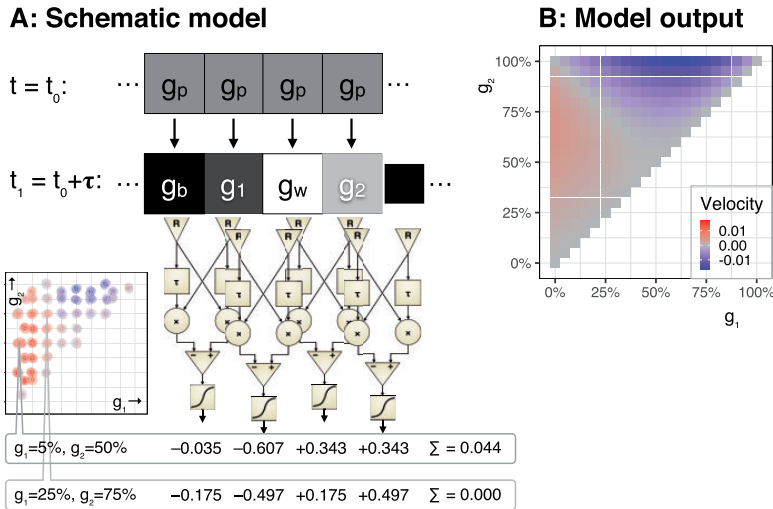 A: Schematic model
B: Model output
t = t0:
··· gp gp gp gp ···
t1 = t0+τ:
··· gb g1 gw g2 ···
R R R R R R
τ τ τ τ
× × × × × ×
− + − + − + − +
g2→
g1→
g1=5%, g2=50% −0.035 −0.607 +0.343 +0.343 Σ = 0.044
g1=25%, g2=75% −0.175 −0.497 +0.175 +0.497 Σ = 0.000
g2
100%
75%
50%
25%
0%
Velocity
0.01
0.00
-0.01
0% 25% 50% 75% 100%
g1